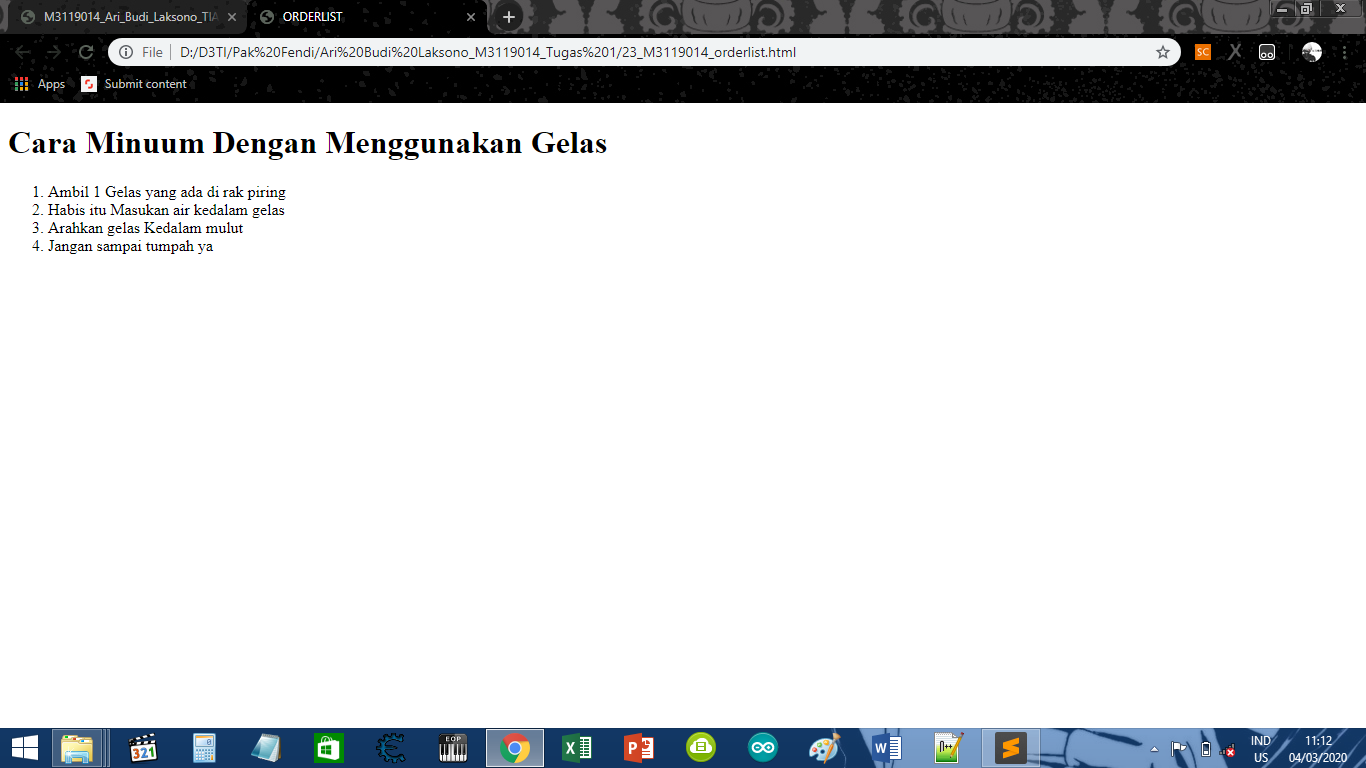 M3119014_Ari_Budi_Laksono_TIA
ORDERLIST
File
D:/D3TI/Pak%20Fendi/Ari%20Budi%20Laksono_M3119014_Tugas%201/23_M3119014_orderlist.html
SC
Apps
Submit content
Cara Minuum Dengan Menggunakan Gelas
1. Ambil 1 Gelas yang ada di rak piring
2. Habis itu Masukan air kedalam gelas
3. Arahkan gelas Kedalam mulut
4. Jangan sampai tumpah ya
321
EOP
IND
11:12
US
04/03/2020